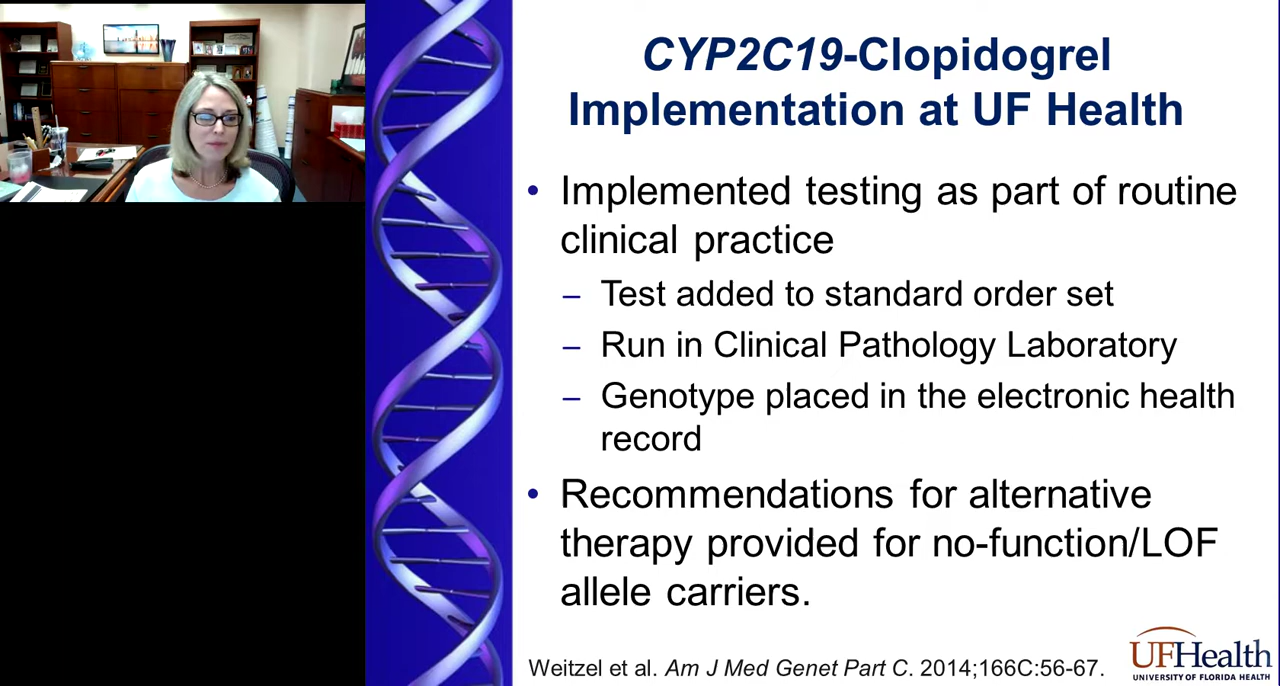 CYP2C19-Clopidogrel
Implementation at UF Health
• Implemented testing as part of routine
clinical practice
– Test added to standard order set
– Run in Clinical Pathology Laboratory
– Genotype placed in the electronic health
record
• Recommendations for alternative
therapy provided for no-function/LOF
allele carriers.
Weitzel et al. Am J Med Genet Part C. 2014;166C:56-67.
UFHealth
UNIVERSITY OF FLORIDA HEALTH